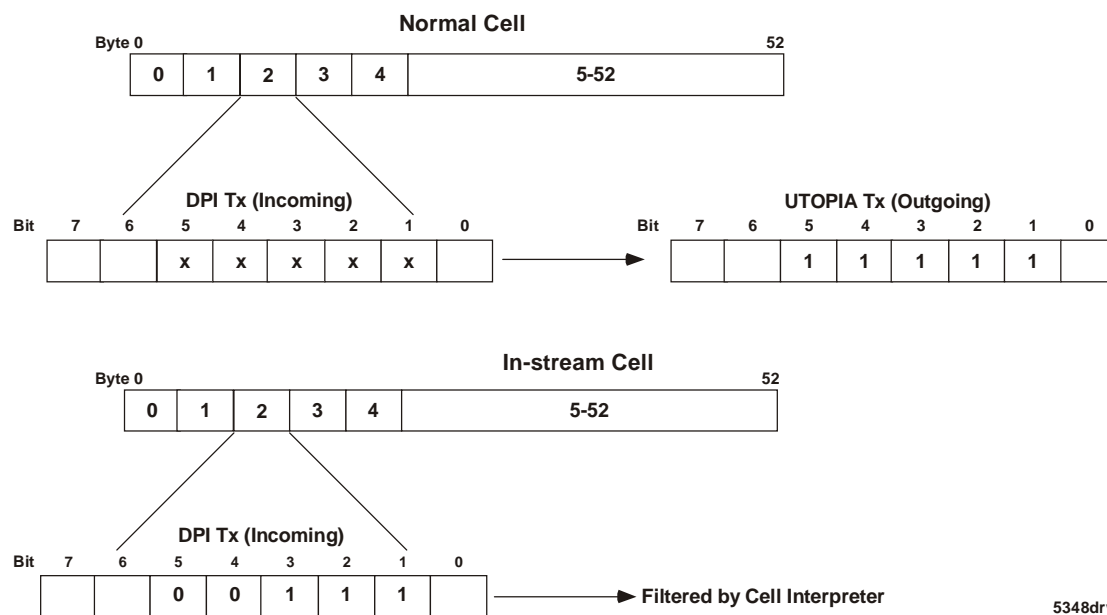 Normal Cell
Byte 0 52
0 1 2 3 4 5-52
DPI Tx (Incoming) UTOPIA Tx (Outgoing)
Bit 7 6 5 4 3 2 1 0 Bit 7 6 5 4 3 2 1 0
x x x x x 1 1 1 1 1
In-stream Cell
Byte 0 52
0 1 2 3 4 5-52
DPI Tx (Incoming)
Bit 7 6 5 4 3 2 1 0
0 0 1 1 1 Filtered by Cell Interpreter